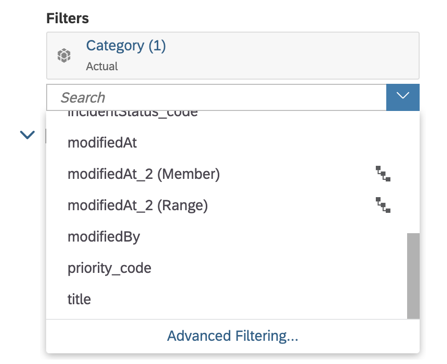 Filters
Category (1)
Actual
Search
incidentStatus_code
modifiedAt
modifiedAt_2 (Member)
modifiedAt_2 (Range)
modifiedBy
priority_code
title
Advanced Filtering...